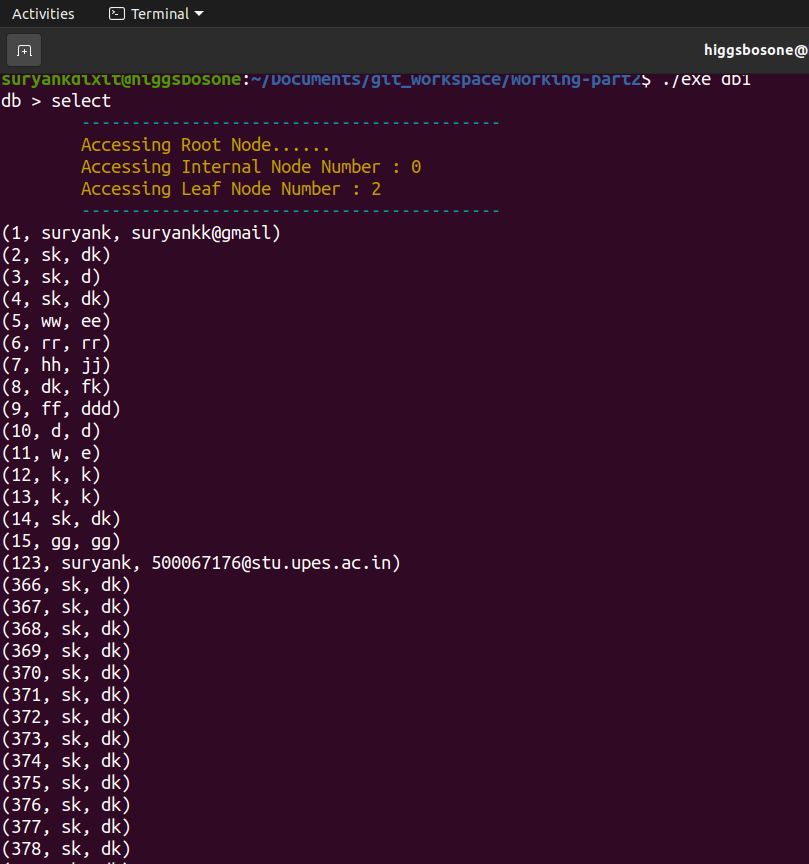 Activities Terminal
higgsbosone@
suryankdixit@higgsbosone:~/Documents/git_workspace/Working-part2$ ./exe db1
db > select
------------------------------------------
Accessing Root Node......
Accessing Internal Node Number : 0
Accessing Leaf Node Number : 2
------------------------------------------
(1, suryank, suryankk@gmail)
(2, sk, dk)
(3, sk, d)
(4, sk, dk)
(5, ww, ee)
(6, rr, rr)
(7, hh, jj)
(8, dk, fk)
(9, ff, ddd)
(10, d, d)
(11, w, e)
(12, k, k)
(13, k, k)
(14, sk, dk)
(15, gg, gg)
(123, suryank, 500067176@stu.upes.ac.in)
(366, sk, dk)
(367, sk, dk)
(368, sk, dk)
(369, sk, dk)
(370, sk, dk)
(371, sk, dk)
(372, sk, dk)
(373, sk, dk)
(374, sk, dk)
(375, sk, dk)
(376, sk, dk)
(377, sk, dk)
(378, sk, dk)